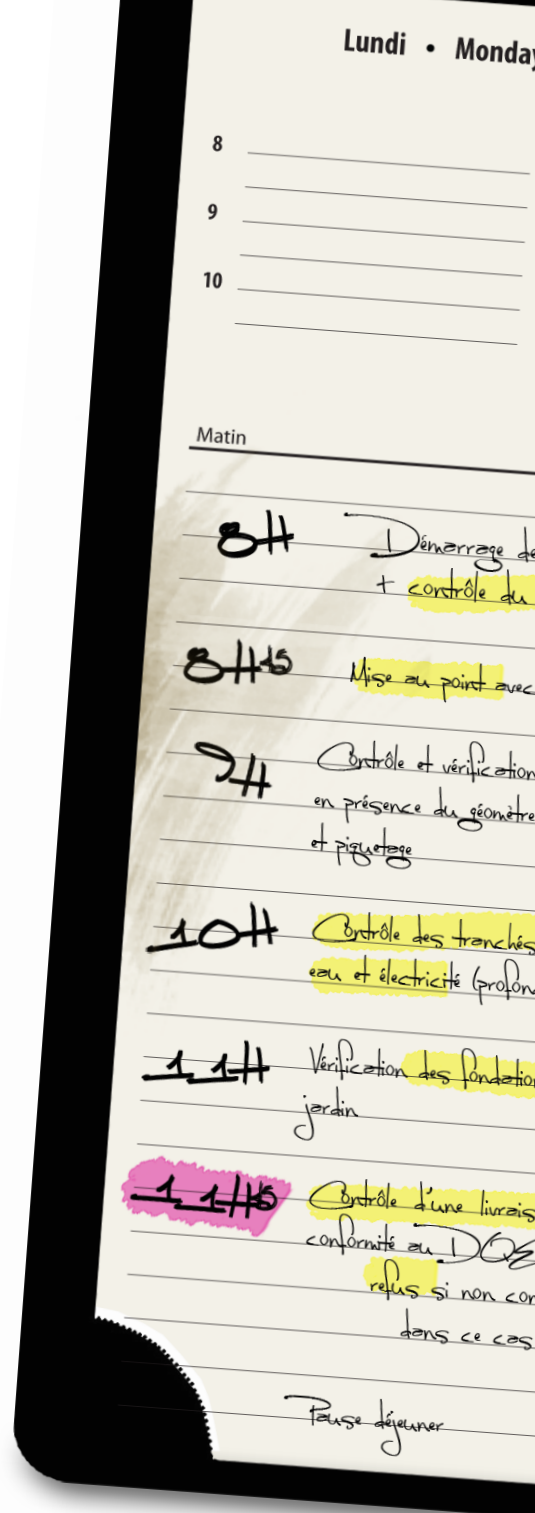 Lundi • Monday
8
9
10
Matin
8H Démarrage de
+ contrôle du
8H15 Mise au point avec
9H Contrôle et vérification
en présence du géomètre
et piquetage
10H Contrôle des tranchés
eau et électricité (profon
11H Vérification des fondatio
jardin
11H15 Contrôle d'une livrais
conformité au DQE
refus si non con
dans ce cas
Pause déjeuner